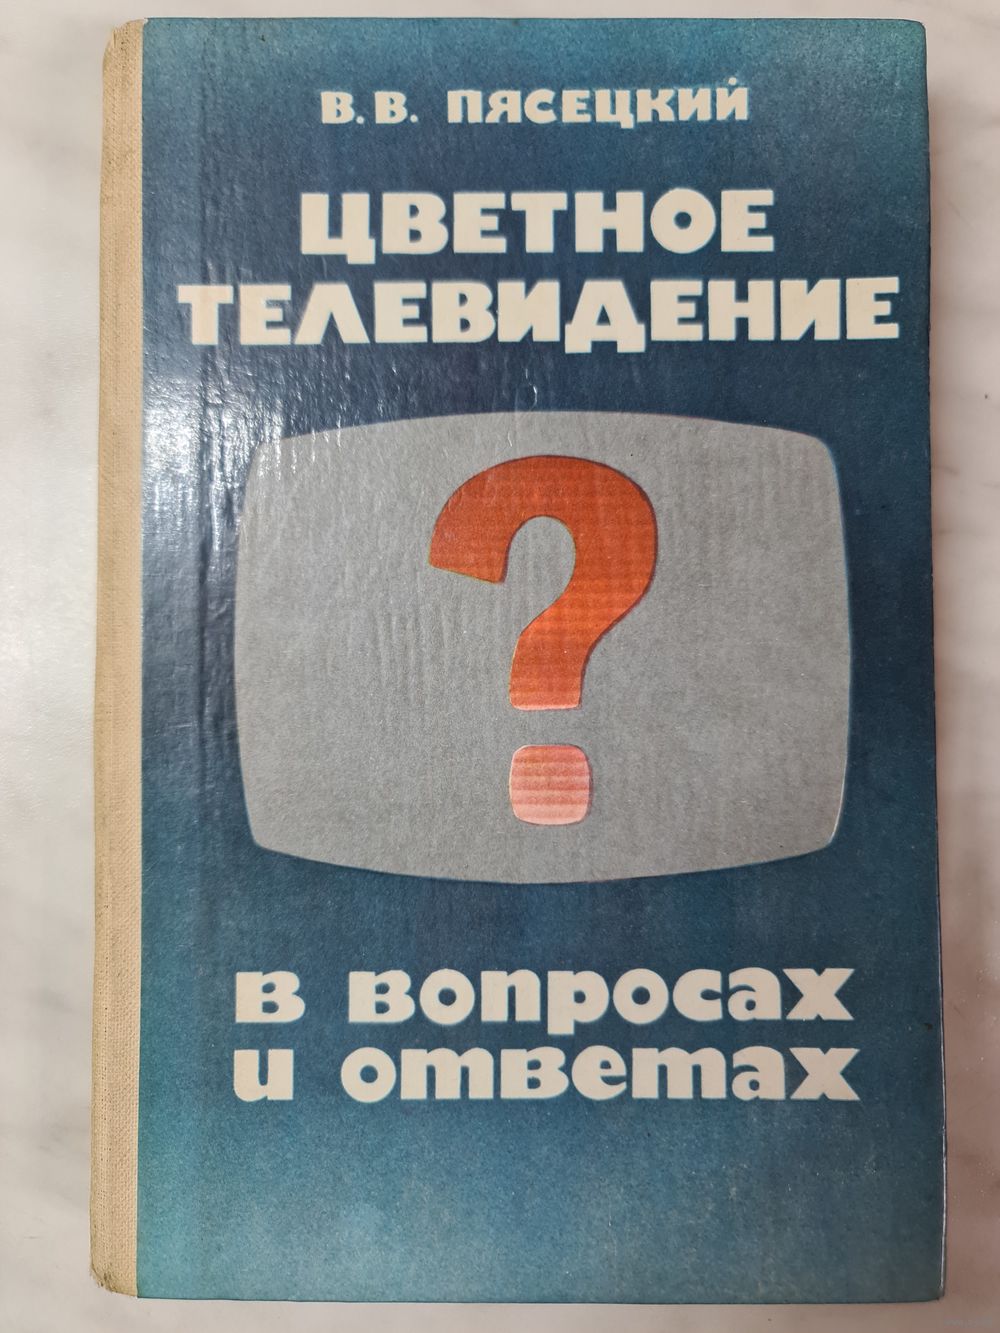 В. В. ПЯСЕЦКИЙ
ЦВЕТНОЕ
ТЕЛЕВИДЕНИЕ
?
в вопросах
и ответах